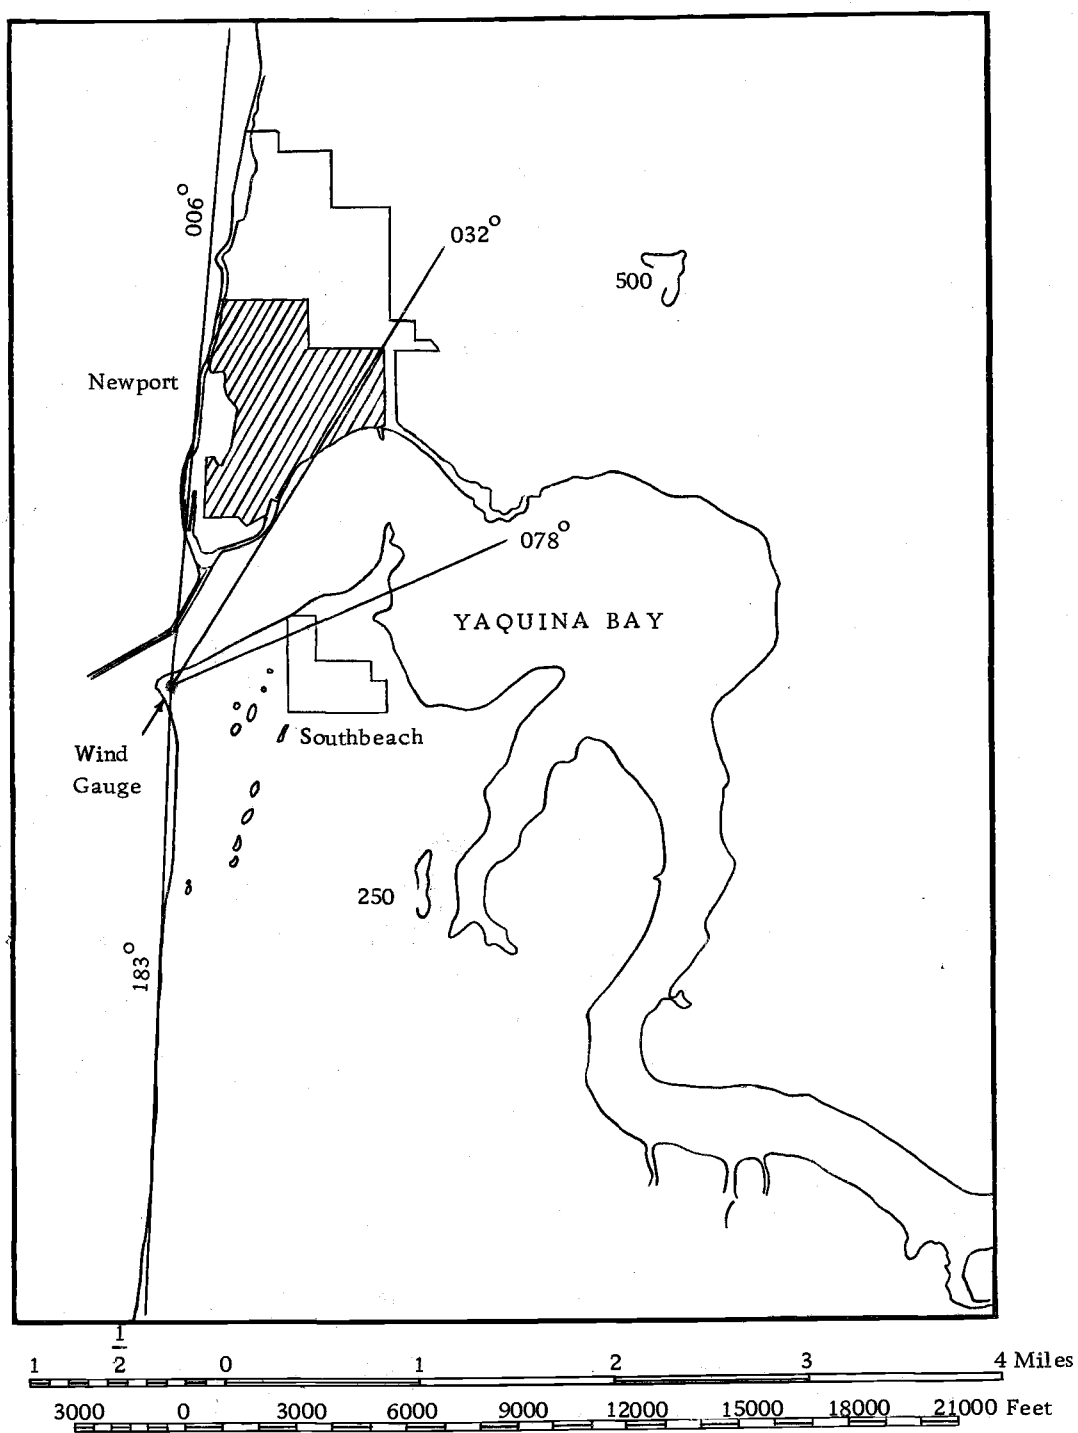 006°
032°
500
Newport
078°
YAQUINA BAY
Southbeach
Wind
Gauge
250
183°
1 1/2 0 1 2 3 4 Miles
3000 0 3000 6000 9000 12000 15000 18000 21000 Feet